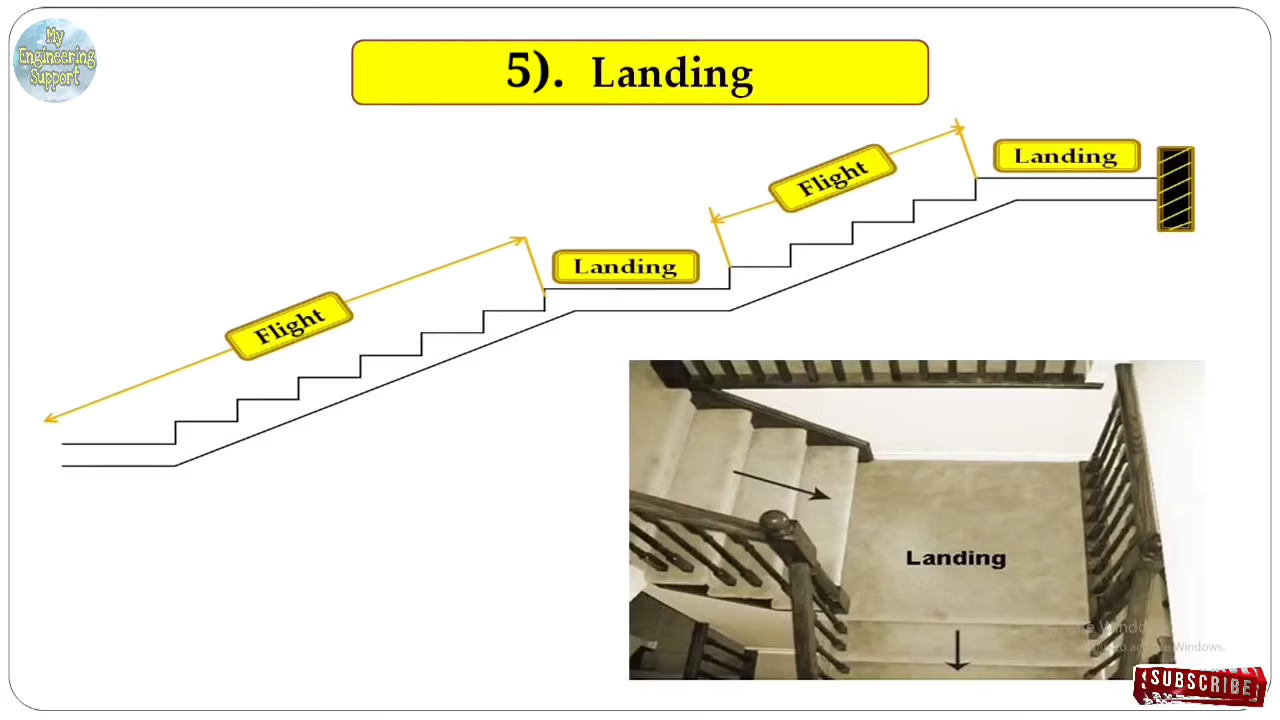 My
Engineering
Support
5). Landing
Landing
Flight
Landing
Flight
Landing
SUBSCRIBE